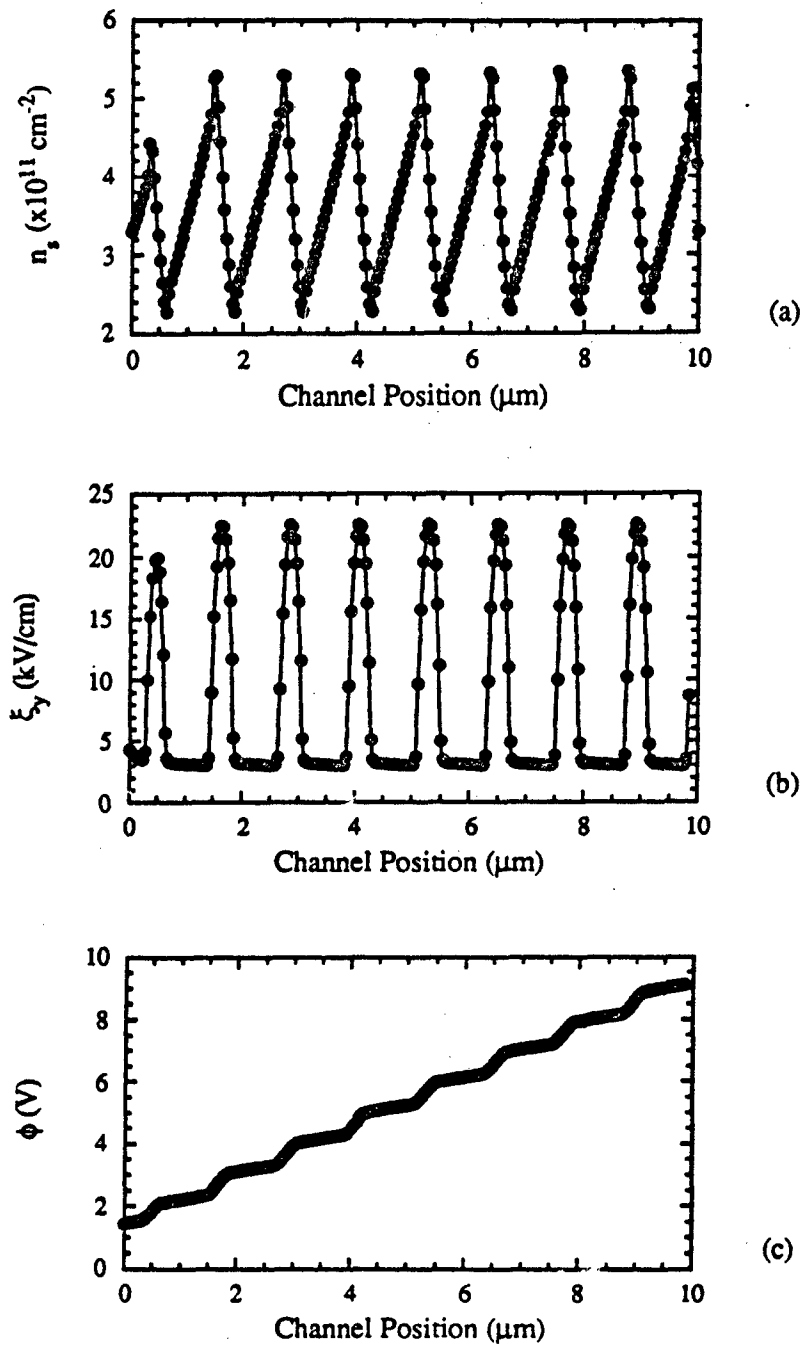 6
5
4
3
2
n_s (x10^11 cm^-2)
0 2 4 6 8 10
Channel Position (μm)
(a)
25
20
15
10
5
0
ξ_y (kV/cm)
0 2 4 6 8 10
Channel Position (μm)
(b)
10
8
6
4
2
0
ϕ (V)
0 2 4 6 8 10
Channel Position (μm)
(c)